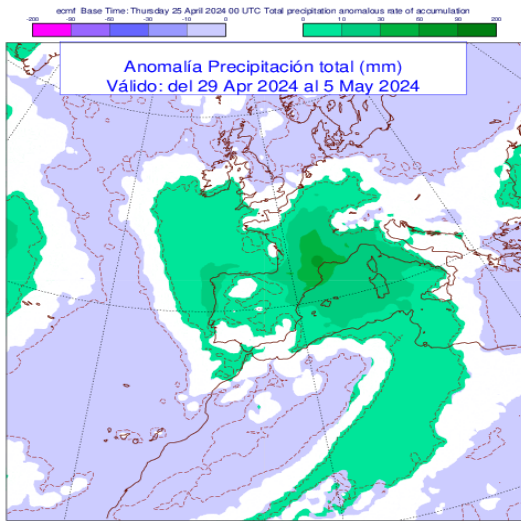 ecmf Base Time: Thursday 25 April 2024 00 UTC Total precipitation anomalous rate of accumulation
-200 -90 -60 -30 -10 0 0 10 30 60 90 200
Anomalía Precipitación total (mm)
Válido: del 29 Apr 2024 al 5 May 2024